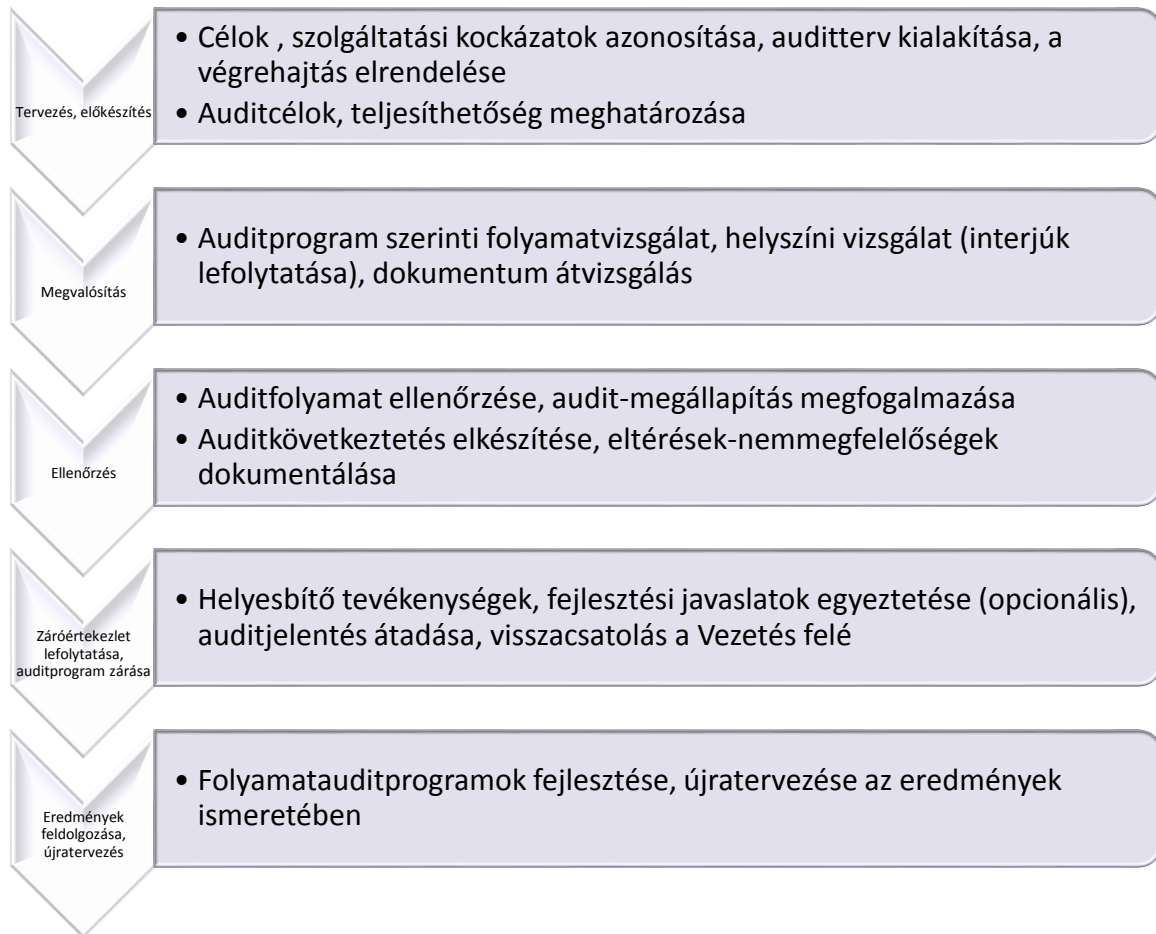 Tervezés, előkészítés
• Célok , szolgáltatási kockázatok azonosítása, auditterv kialakítása, a
végrehajtás elrendelése
• Auditcélok, teljesíthetőség meghatározása
Megvalósítás
• Auditprogram szerinti folyamatvizsgálat, helyszíni vizsgálat (interjúk
lefolytatása), dokumentum átvizsgálás
Ellenőrzés
• Auditfolyamat ellenőrzése, audit-megállapítás megfogalmazása
• Auditkövetkeztetés elkészítése, eltérések-nemmegfelelőségek
dokumentálása
Záróértekezlet
lefolytatása,
auditprogram zárása
• Helyesbítő tevékenységek, fejlesztési javaslatok egyeztetése (opcionális),
auditjelentés átadása, visszacsatolás a Vezetés felé
Eredmények
feldolgozása,
újratervezés
• Folyamatauditprogramok fejlesztése, újratervezése az eredmények
ismeretében